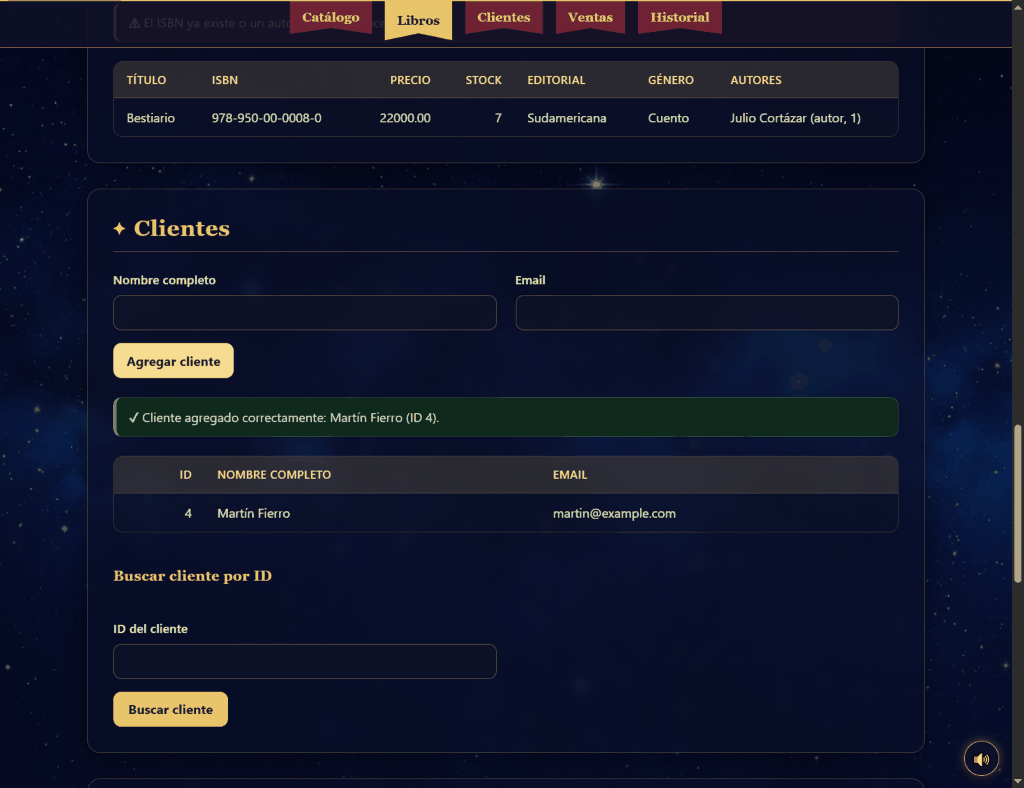 Catálogo Libros Clientes Ventas Historial
⚠ El ISBN ya existe o un
TÍTULO ISBN PRECIO STOCK EDITORIAL GÉNERO AUTORES
Bestiario 978-950-00-0008-0 22000.00 7 Sudamericana Cuento Julio Cortázar (autor, 1)
✦ Clientes
Nombre completo Email
Agregar cliente
✓ Cliente agregado correctamente: Martín Fierro (ID 4).
ID NOMBRE COMPLETO EMAIL
4 Martín Fierro martin@example.com
Buscar cliente por ID
ID del cliente
Buscar cliente